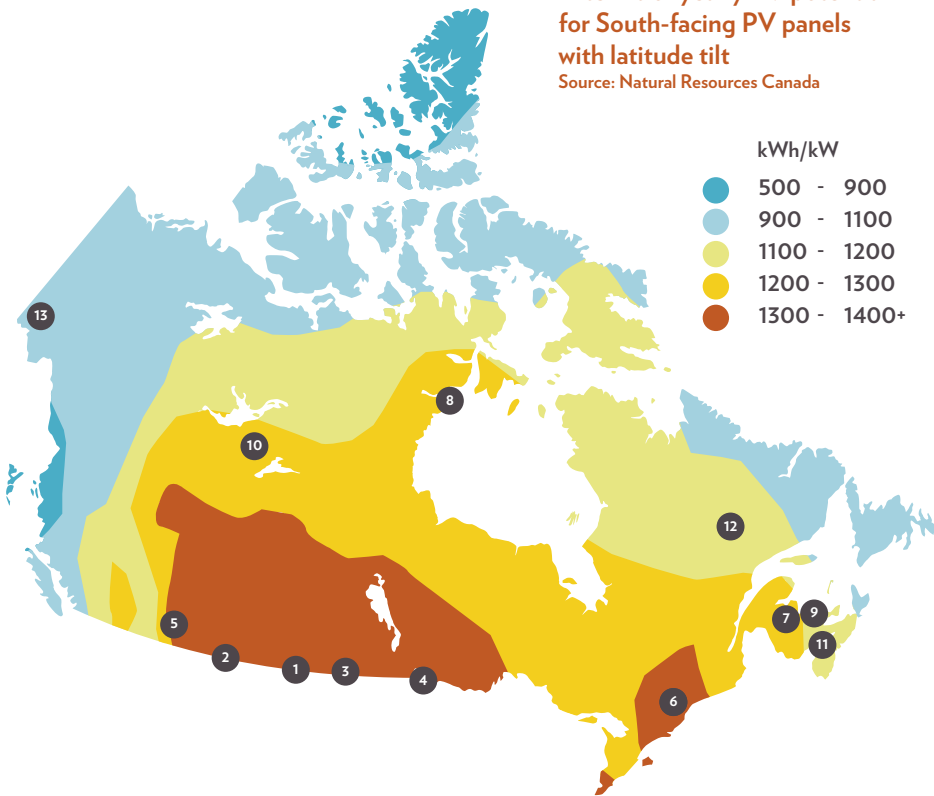 for South-facing PV panels
with latitude tilt
Source: Natural Resources Canada
kWh/kW
500 - 900
900 - 1100
1100 - 1200
1200 - 1300
1300 - 1400+
13
8
10
12
5
7
9
11
2
1
3
4
6